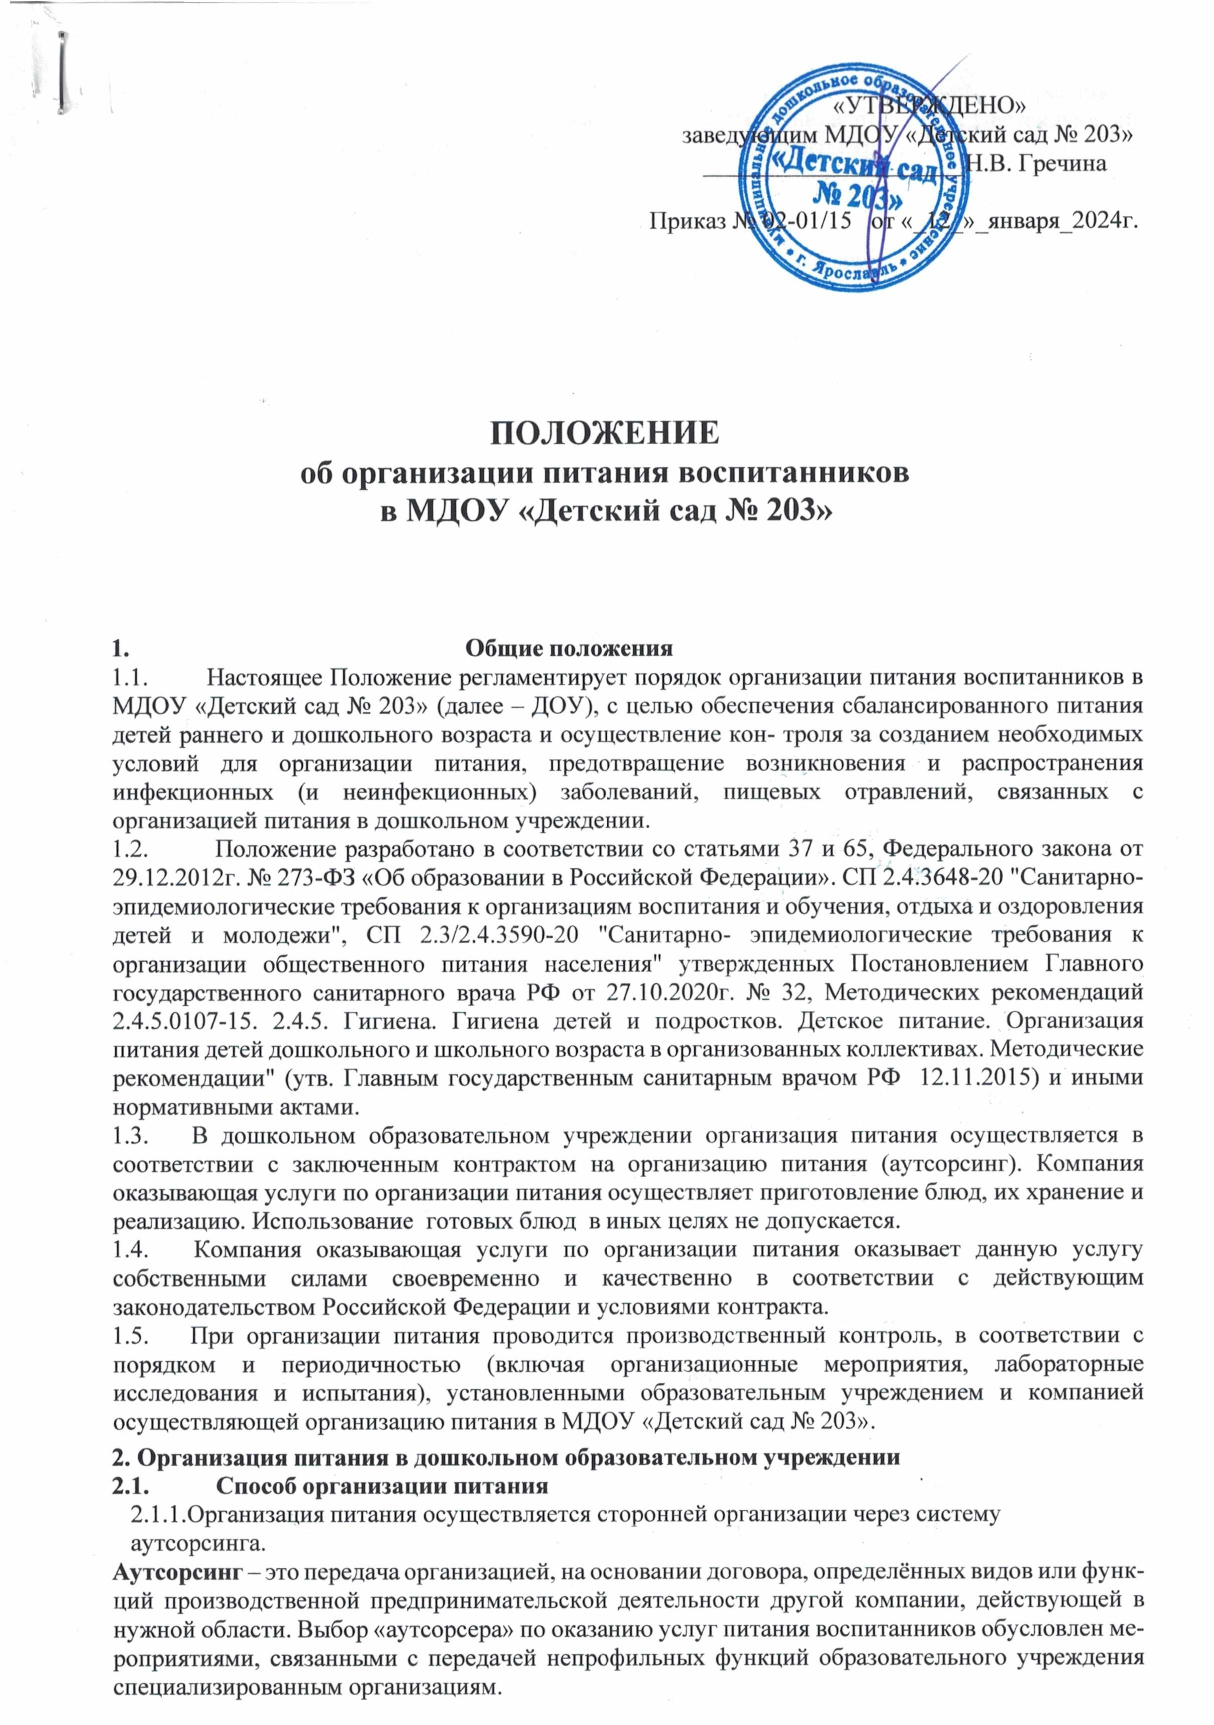 «УТВЕРЖДЕНО»
заведующим МДОУ «Детский сад № 203»
____________________Н.В. Гречина
Приказ № 02-01/15 от «_12_»_января_2024г.
муниципальное дошкольное образовательное учреждение
г. Ярославль
«Детский сад
№ 203»
ПОЛОЖЕНИЕ
об организации питания воспитанников
в МДОУ «Детский сад № 203»
1. Общие положения
1.1. Настоящее Положение регламентирует порядок организации питания воспитанников в
МДОУ «Детский сад № 203» (далее – ДОУ), с целью обеспечения сбалансированного питания
детей раннего и дошкольного возраста и осуществление кон- троля за созданием необходимых
условий для организации питания, предотвращение возникновения и распространения
инфекционных (и неинфекционных) заболеваний, пищевых отравлений, связанных с
организацией питания в дошкольном учреждении.
1.2. Положение разработано в соответствии со статьями 37 и 65, Федерального закона от
29.12.2012г. № 273-ФЗ «Об образовании в Российской Федерации». СП 2.4.3648-20 "Санитарно-
эпидемиологические требования к организациям воспитания и обучения, отдыха и оздоровления
детей и молодежи", СП 2.3/2.4.3590-20 "Санитарно- эпидемиологические требования к
организации общественного питания населения" утвержденных Постановлением Главного
государственного санитарного врача РФ от 27.10.2020г. № 32, Методических рекомендаций
2.4.5.0107-15. 2.4.5. Гигиена. Гигиена детей и подростков. Детское питание. Организация
питания детей дошкольного и школьного возраста в организованных коллективах. Методические
рекомендации" (утв. Главным государственным санитарным врачом РФ 12.11.2015) и иными
нормативными актами.
1.3. В дошкольном образовательном учреждении организация питания осуществляется в
соответствии с заключенным контрактом на организацию питания (аутсорсинг). Компания
оказывающая услуги по организации питания осуществляет приготовление блюд, их хранение и
реализацию. Использование готовых блюд в иных целях не допускается.
1.4. Компания оказывающая услуги по организации питания оказывает данную услугу
собственными силами своевременно и качественно в соответствии с действующим
законодательством Российской Федерации и условиями контракта.
1.5. При организации питания проводится производственный контроль, в соответствии с
порядком и периодичностью (включая организационные мероприятия, лабораторные
исследования и испытания), установленными образовательным учреждением и компанией
осуществляющей организацию питания в МДОУ «Детский сад № 203».
2. Организация питания в дошкольном образовательном учреждении
2.1. Способ организации питания
2.1.1.Организация питания осуществляется сторонней организации через систему
аутсорсинга.
Аутсорсинг – это передача организацией, на основании договора, определённых видов или функ-
ций производственной предпринимательской деятельности другой компании, действующей в
нужной области. Выбор «аутсорсера» по оказанию услуг питания воспитанников обусловлен ме-
роприятиями, связанными с передачей непрофильных функций образовательного учреждения
специализированным организациям.